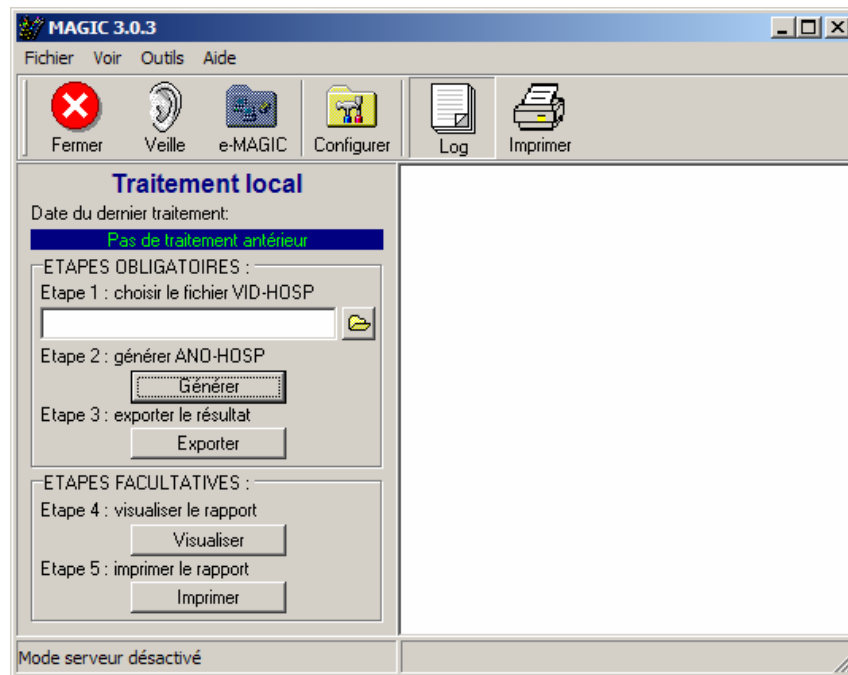 MAGIC 3.0.3
Fichier Voir Outils Aide
Fermer Veille e-MAGIC Configurer Log Imprimer
Traitement local
Date du dernier traitement:
Pas de traitement antérieur
ETAPES OBLIGATOIRES :
Etape 1 : choisir le fichier VID-HOSP
Etape 2 : générer ANO-HOSP
Générer
Etape 3 : exporter le résultat
Exporter
ETAPES FACULTATIVES :
Etape 4 : visualiser le rapport
Visualiser
Etape 5 : imprimer le rapport
Imprimer
Mode serveur désactivé